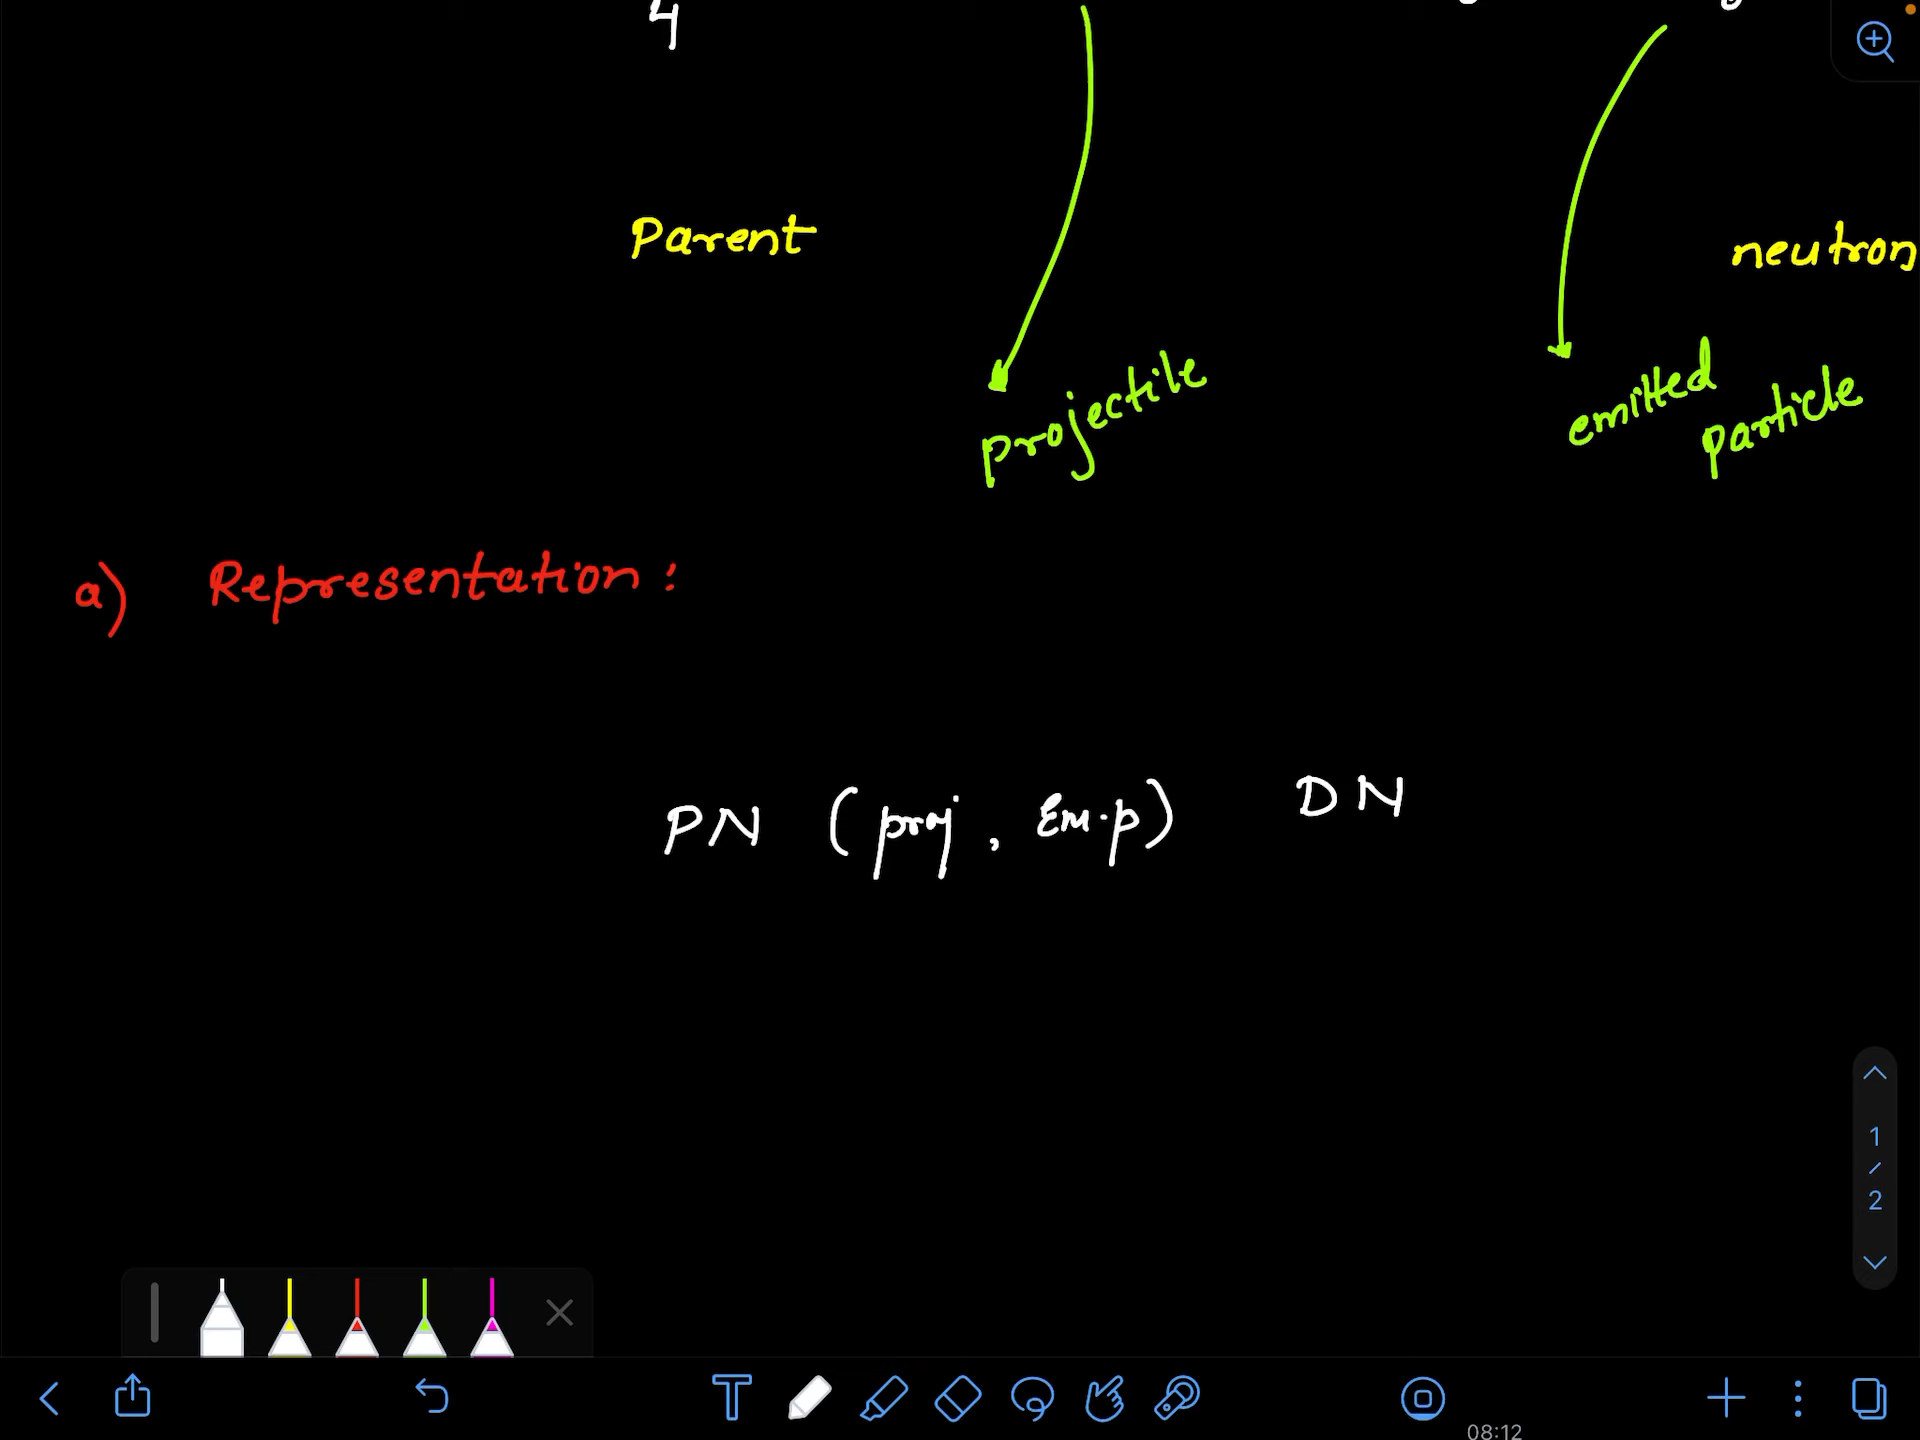 4
Parent
neutron
projectile
emitted
particle
a) Representation :
PN (proj, Em.p) DN
1
/
2
T
08:12